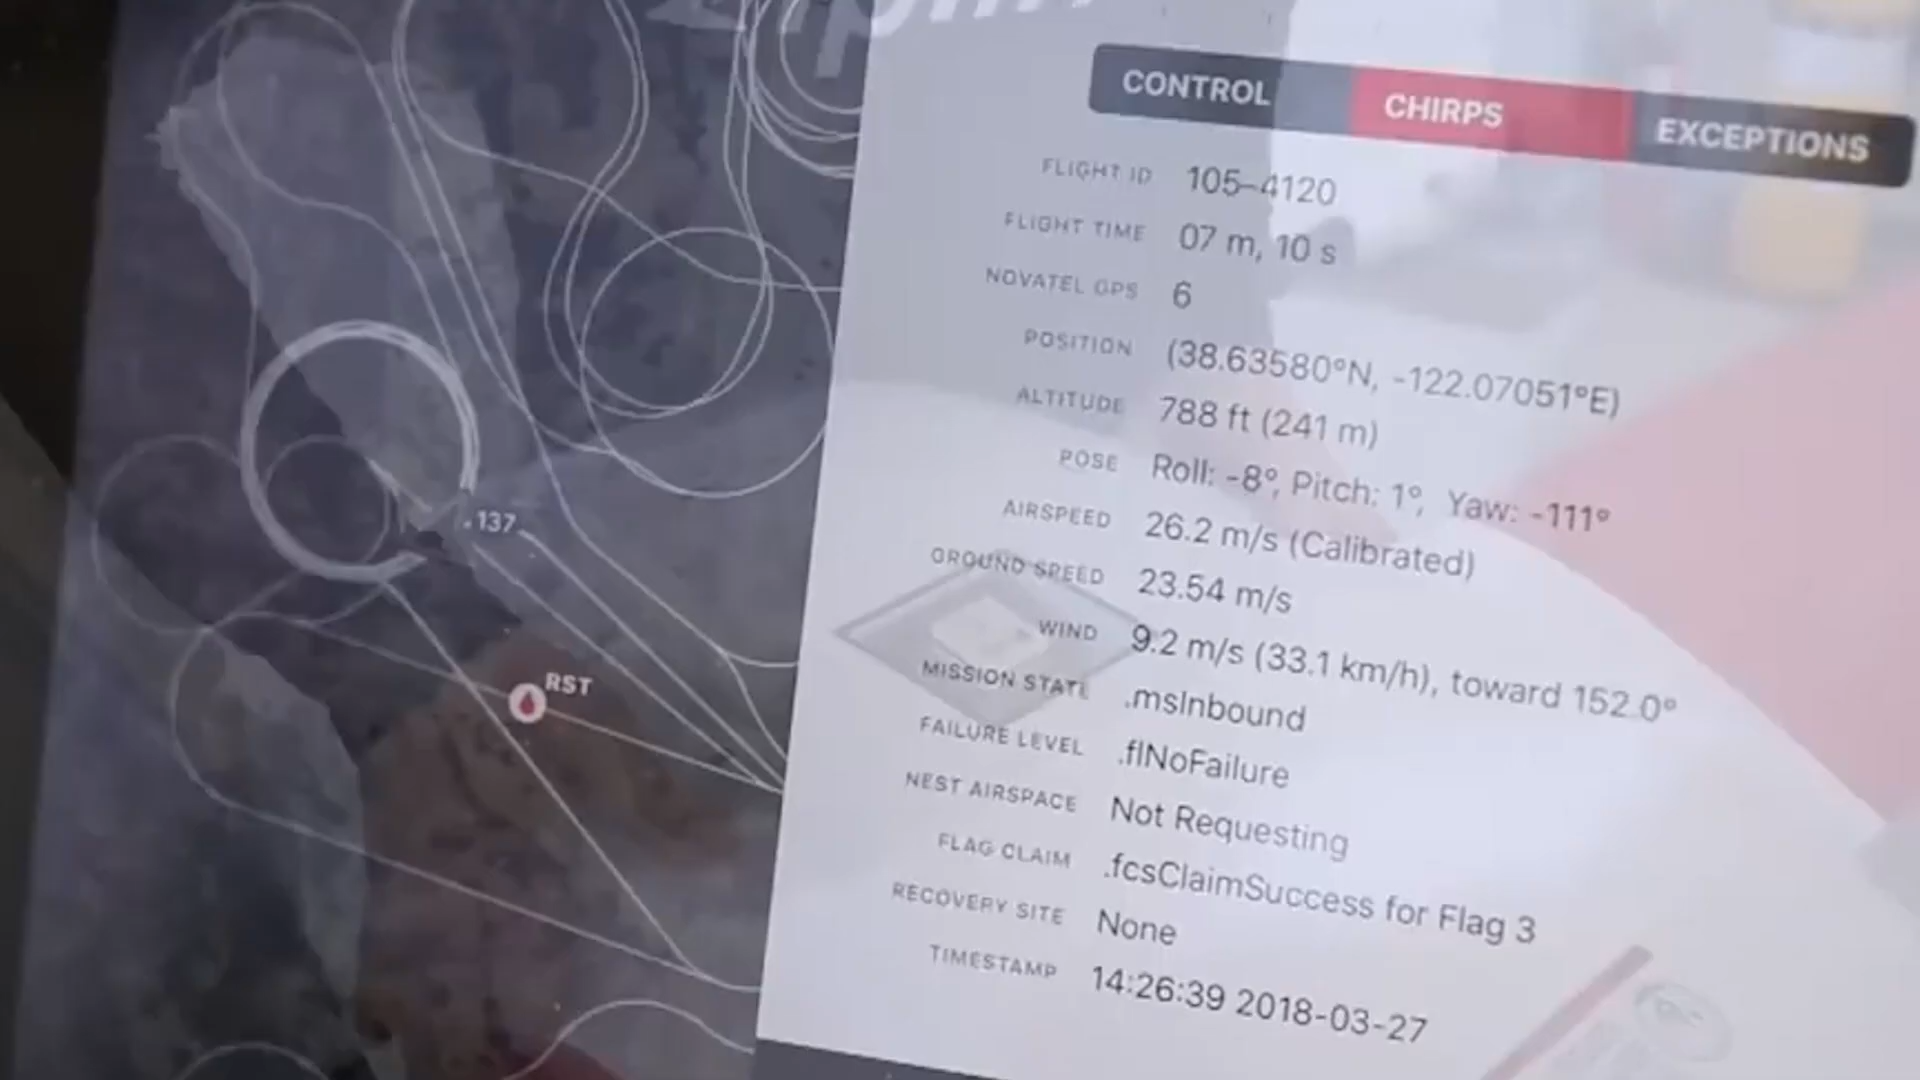 CONTROL CHIRPS EXCEPTIONS
FLIGHT ID 105-4120
FLIGHT TIME 07 m, 10 s
NOVATEL GPS 6
POSITION (38.63580°N, -122.07051°E)
ALTITUDE 788 ft (241 m)
POSE Roll: -8°, Pitch: 1°, Yaw: -111°
AIRSPEED 26.2 m/s (Calibrated)
GROUND SPEED 23.54 m/s
WIND 9.2 m/s (33.1 km/h), toward 152.0°
MISSION STATE .msInbound
FAILURE LEVEL .flNoFailure
NEST AIRSPACE Not Requesting
FLAG CLAIM .fcsClaimSuccess for Flag 3
RECOVERY SITE None
TIMESTAMP 14:26:39 2018-03-27
137
RST